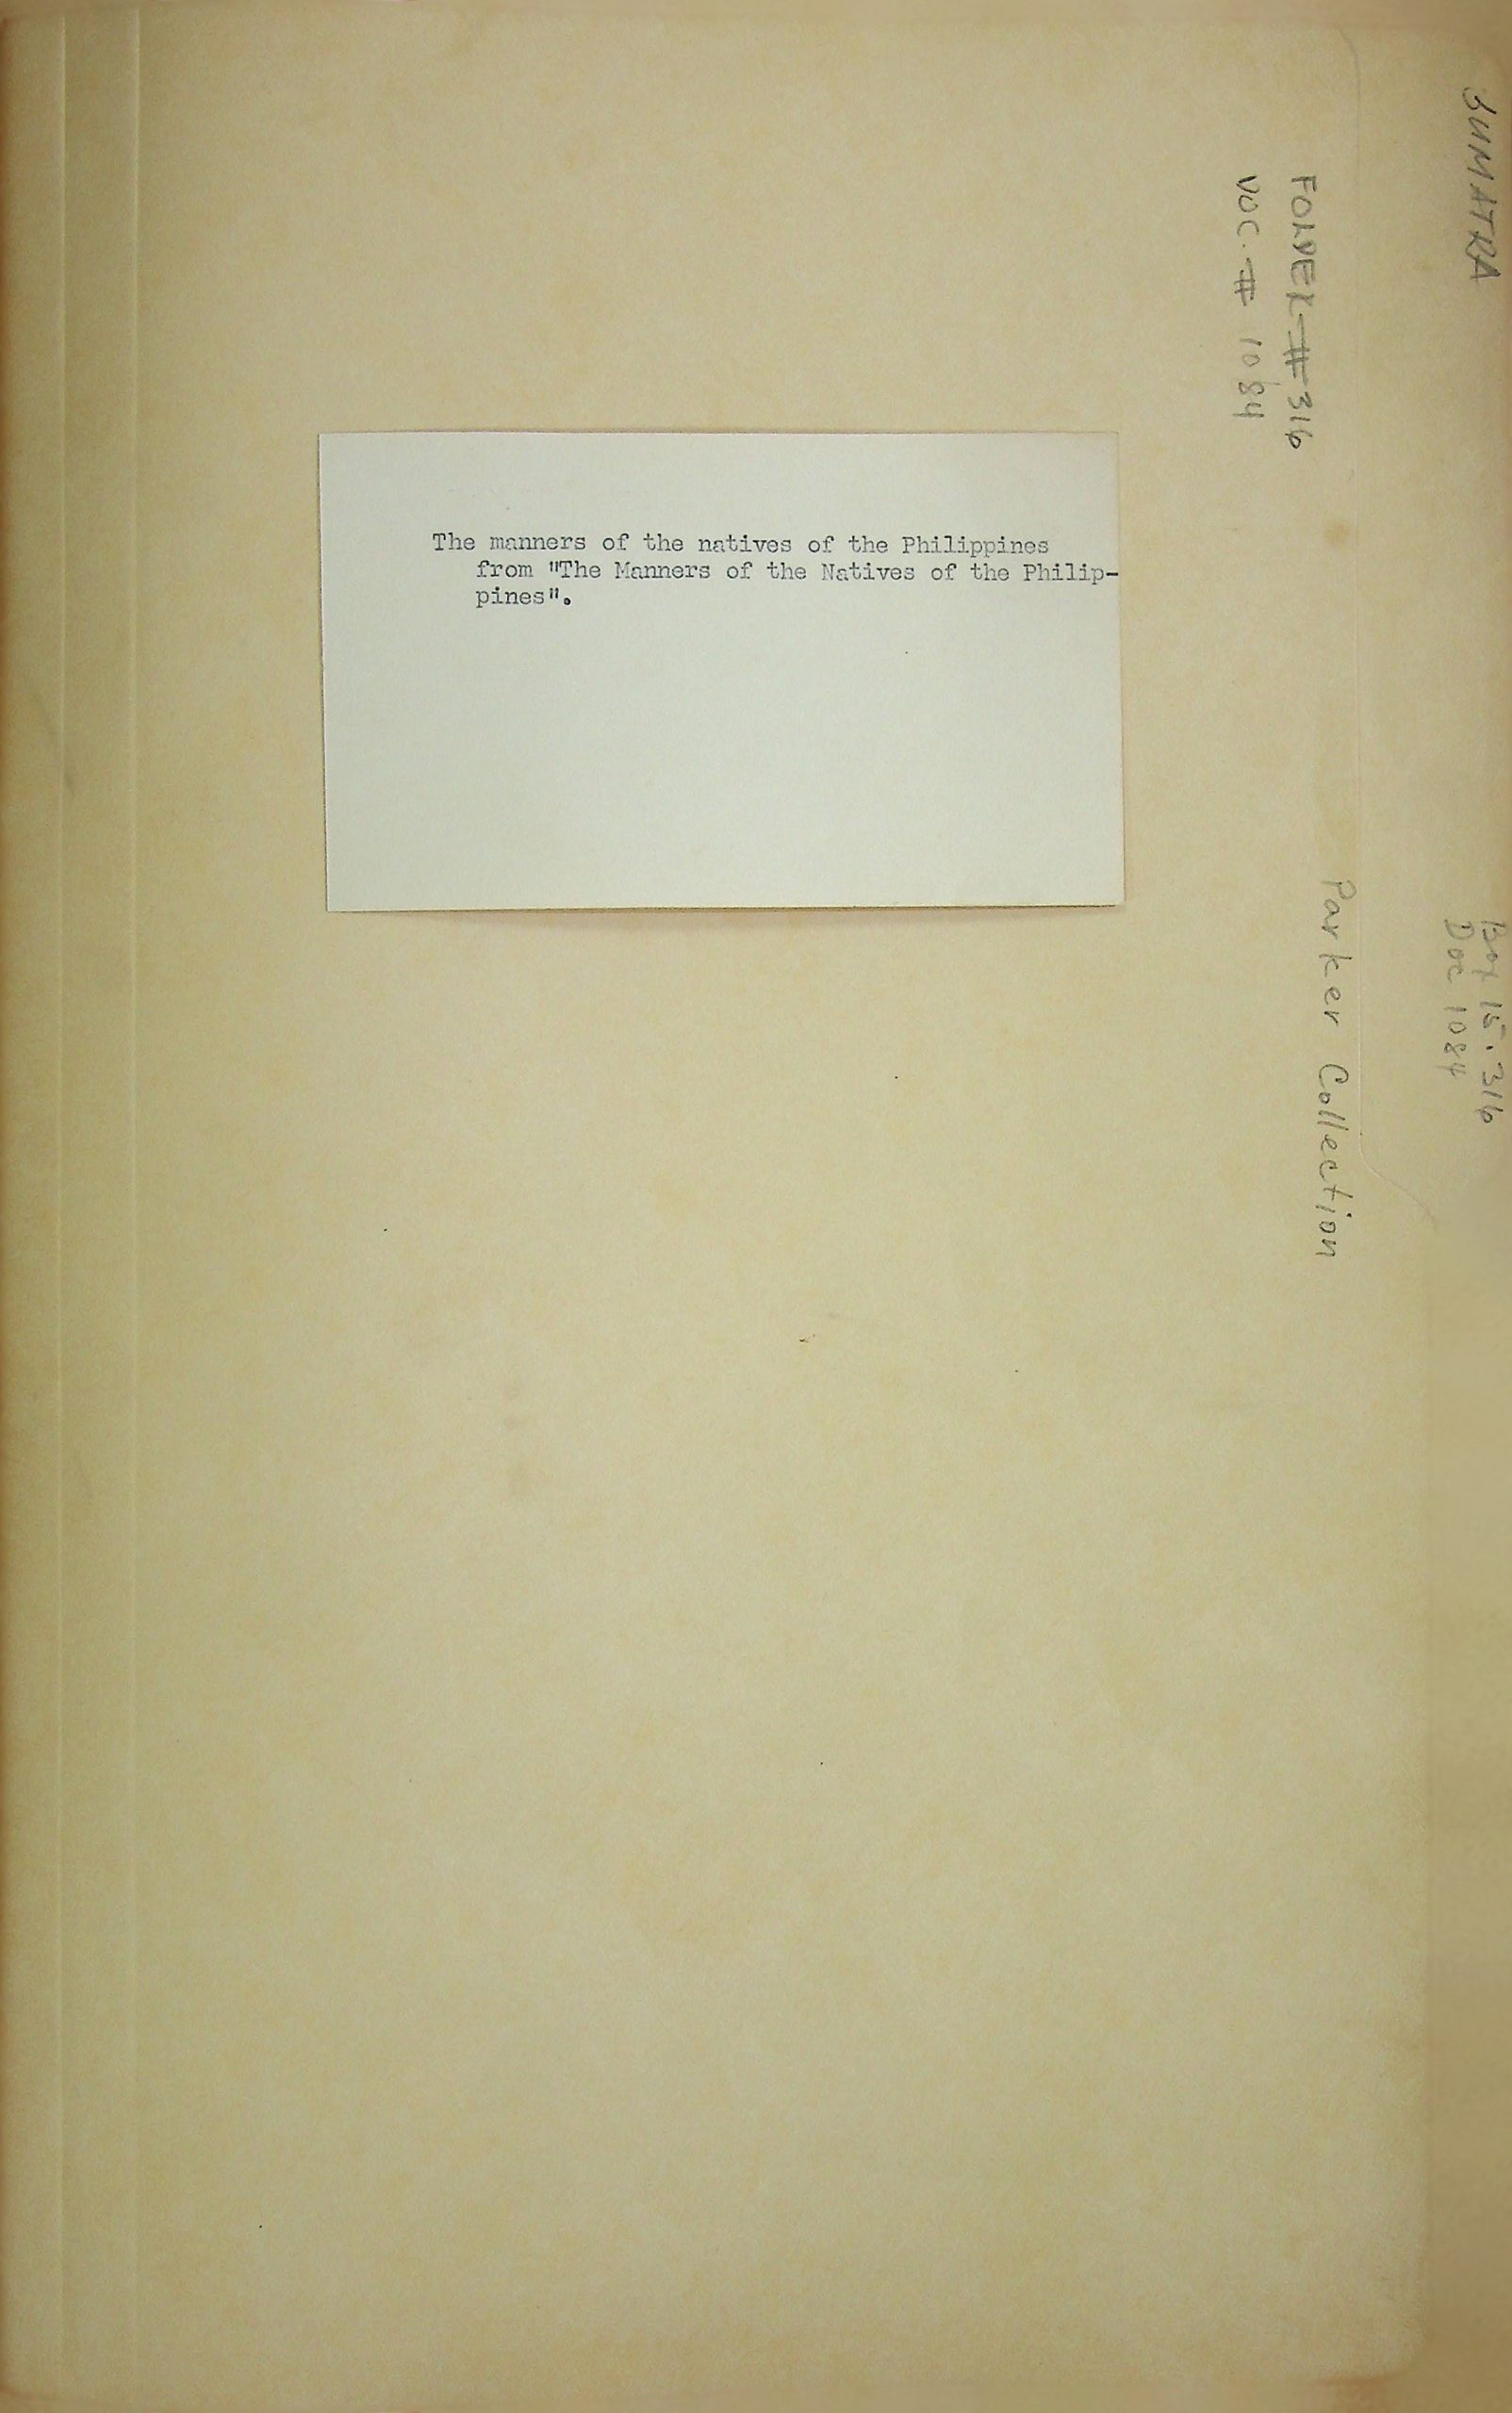 SUMATRA
Box 15.316
Doc 1084
FOLDER #316
DOC. # 1084
Parker Collection
The manners of the natives of the Philippines
from "The Manners of the Natives of the Philip-
pines".